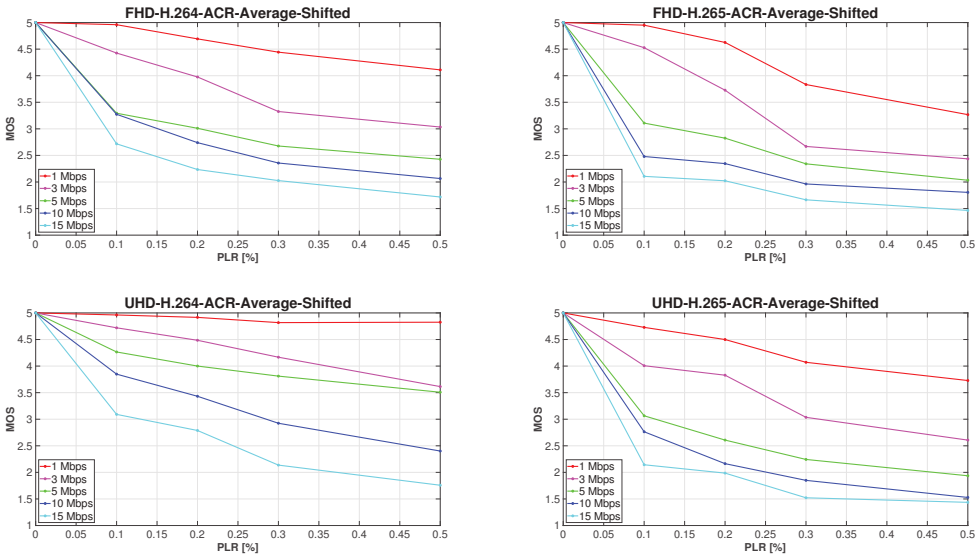 FHD-H.264-ACR-Average-Shifted
5
4.5
4
3.5
3
2.5
2
1.5
1
MOS
1 Mbps
3 Mbps
5 Mbps
10 Mbps
15 Mbps
0 0.05 0.1 0.15 0.2 0.25 0.3 0.35 0.4 0.45 0.5
PLR [%]
FHD-H.265-ACR-Average-Shifted
5
4.5
4
3.5
3
2.5
2
1.5
1
MOS
1 Mbps
3 Mbps
5 Mbps
10 Mbps
15 Mbps
0 0.05 0.1 0.15 0.2 0.25 0.3 0.35 0.4 0.45 0.5
PLR [%]
UHD-H.264-ACR-Average-Shifted
5
4.5
4
3.5
3
2.5
2
1.5
1
MOS
1 Mbps
3 Mbps
5 Mbps
10 Mbps
15 Mbps
0 0.05 0.1 0.15 0.2 0.25 0.3 0.35 0.4 0.45 0.5
PLR [%]
UHD-H.265-ACR-Average-Shifted
5
4.5
4
3.5
3
2.5
2
1.5
1
MOS
1 Mbps
3 Mbps
5 Mbps
10 Mbps
15 Mbps
0 0.05 0.1 0.15 0.2 0.25 0.3 0.35 0.4 0.45 0.5
PLR [%]